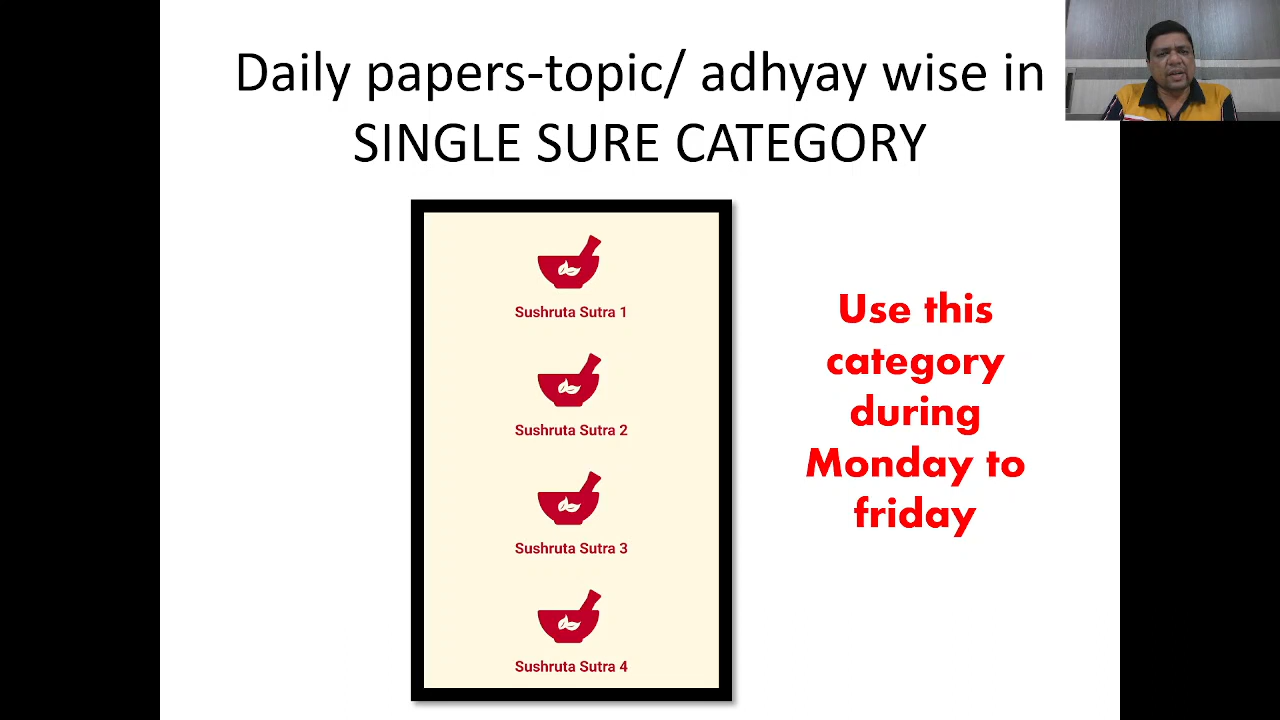 Daily papers-topic/ adhyay wise in
SINGLE SURE CATEGORY
Sushruta Sutra 1
Sushruta Sutra 2
Sushruta Sutra 3
Sushruta Sutra 4
Use this
category
during
Monday to
friday